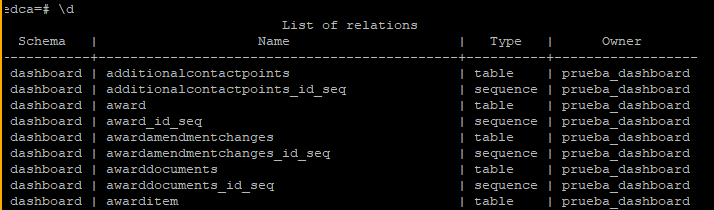 edca=# \d
List of relations
Schema | Name | Type | Owner
-----------+----------------------------------------------+----------+------------------
dashboard | additionalcontactpoints | table | prueba_dashboard
dashboard | additionalcontactpoints_id_seq | sequence | prueba_dashboard
dashboard | award | table | prueba_dashboard
dashboard | award_id_seq | sequence | prueba_dashboard
dashboard | awardamendmentchanges | table | prueba_dashboard
dashboard | awardamendmentchanges_id_seq | sequence | prueba_dashboard
dashboard | awarddocuments | table | prueba_dashboard
dashboard | awarddocuments_id_seq | sequence | prueba_dashboard
dashboard | awarditem | table | prueba_dashboard